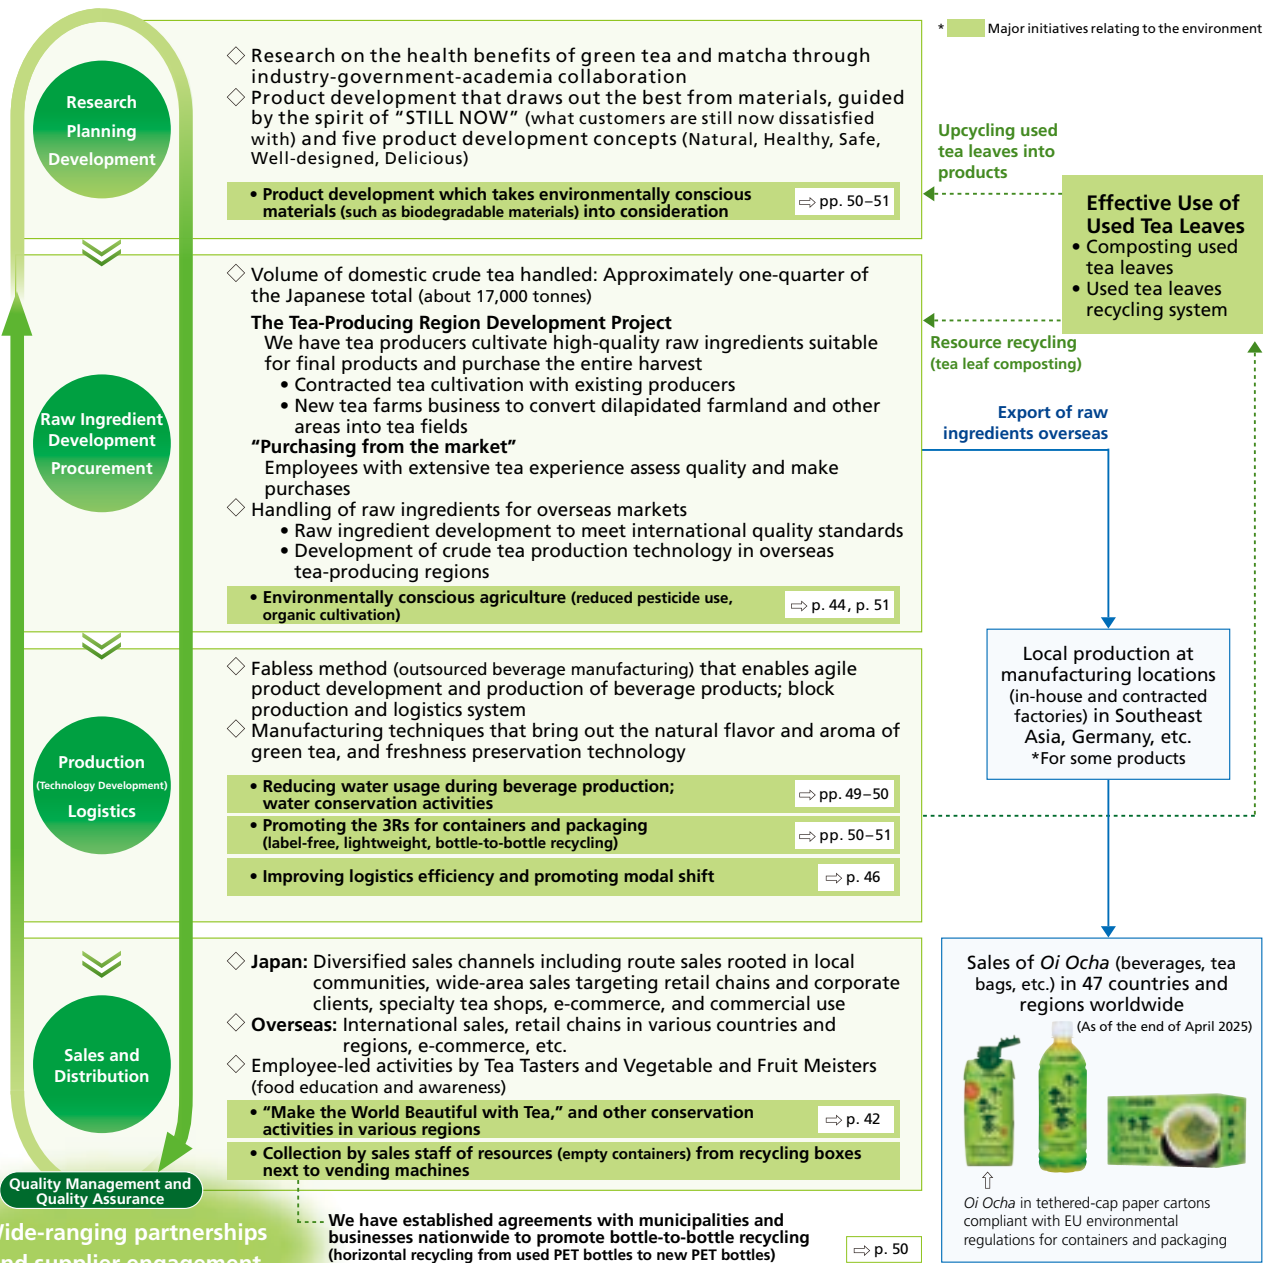 * Major initiatives relating to the environment
Research
Planning
Development
◇ Research on the health benefits of green tea and matcha through
industry-government-academia collaboration
◇ Product development that draws out the best from materials, guided
by the spirit of “STILL NOW” (what customers are still now dissatisfied
with) and five product development concepts (Natural, Healthy, Safe,
Well-designed, Delicious)
• Product development which takes environmentally conscious
materials (such as biodegradable materials) into consideration
⇨ pp. 50–51
Upcycling used
tea leaves into
products
Effective Use of
Used Tea Leaves
• Composting used
tea leaves
• Used tea leaves
recycling system
Resource recycling
(tea leaf composting)
Raw Ingredient
Development
Procurement
◇ Volume of domestic crude tea handled: Approximately one-quarter of
the Japanese total (about 17,000 tonnes)
The Tea-Producing Region Development Project
We have tea producers cultivate high-quality raw ingredients suitable
for final products and purchase the entire harvest
• Contracted tea cultivation with existing producers
• New tea farms business to convert dilapidated farmland and other
areas into tea fields
“Purchasing from the market”
Employees with extensive tea experience assess quality and make
purchases
◇ Handling of raw ingredients for overseas markets
• Raw ingredient development to meet international quality standards
• Development of crude tea production technology in overseas
tea-producing regions
• Environmentally conscious agriculture (reduced pesticide use,
organic cultivation)
⇨ p. 44, p. 51
Export of raw
ingredients overseas
Local production at
manufacturing locations
(in-house and contracted
factories) in Southeast
Asia, Germany, etc.
*For some products
Production
(Technology Development)
Logistics
◇ Fabless method (outsourced beverage manufacturing) that enables agile
product development and production of beverage products; block
production and logistics system
◇ Manufacturing techniques that bring out the natural flavor and aroma of
green tea, and freshness preservation technology
• Reducing water usage during beverage production;
water conservation activities
⇨ pp. 49–50
• Promoting the 3Rs for containers and packaging
(label-free, lightweight, bottle-to-bottle recycling)
⇨ pp. 50–51
• Improving logistics efficiency and promoting modal shift
⇨ p. 46
Sales and
Distribution
◇ Japan: Diversified sales channels including route sales rooted in local
communities, wide-area sales targeting retail chains and corporate
clients, specialty tea shops, e-commerce, and commercial use
◇ Overseas: International sales, retail chains in various countries and
regions, e-commerce, etc.
◇ Employee-led activities by Tea Tasters and Vegetable and Fruit Meisters
(food education and awareness)
• “Make the World Beautiful with Tea,” and other conservation
activities in various regions
⇨ p. 42
• Collection by sales staff of resources (empty containers) from recycling boxes
next to vending machines
Sales of Oi Ocha (beverages, tea
bags, etc.) in 47 countries and
regions worldwide
(As of the end of April 2025)
お茶
お茶
お茶
⇧
Oi Ocha in tethered-cap paper cartons
compliant with EU environmental
regulations for containers and packaging
Quality Management and
Quality Assurance
partnerships
supplier engagement
We have established agreements with municipalities and
businesses nationwide to promote bottle-to-bottle recycling
(horizontal recycling from used PET bottles to new PET bottles)
⇨ p. 50